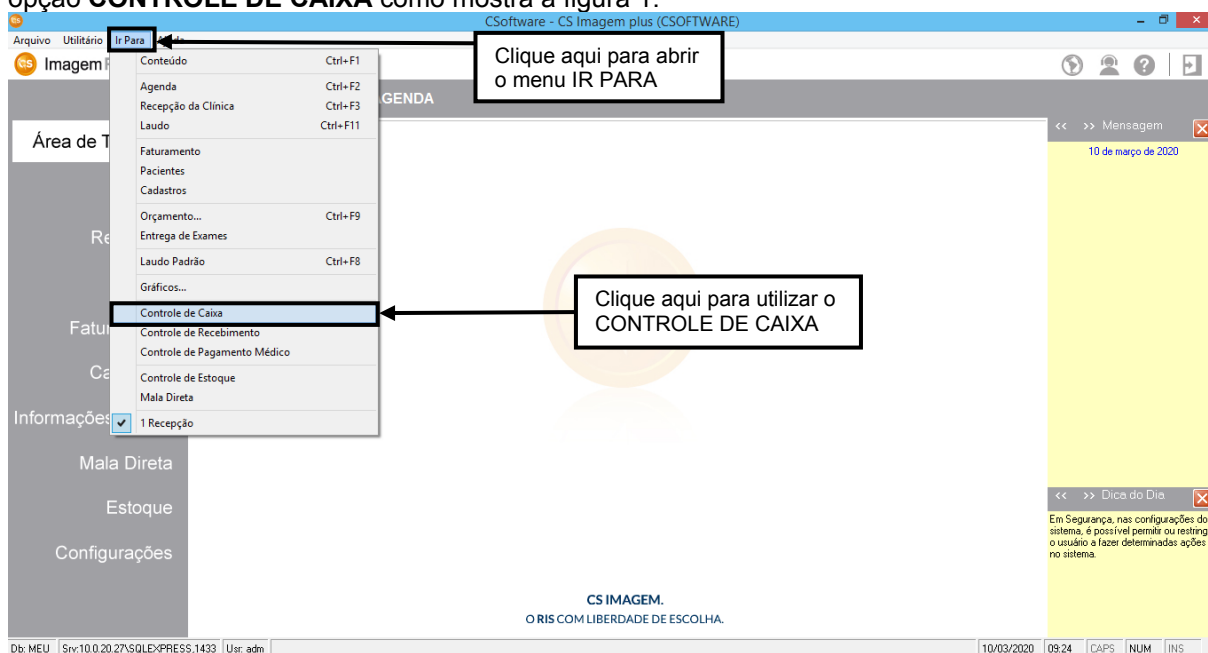 opção CONTROLE DE CAIXA como mostra a figura 1.
CSoftware - CS Imagem plus (CSOFTWARE)
Arquivo Utilitário Ir Para
Clique aqui para abrir
o menu IR PARA
Imagem
Conteúdo Ctrl+F1
Agenda Ctrl+F2
Recepção da Clínica Ctrl+F3
Laudo Ctrl+F11
Faturamento
Pacientes
Cadastros
Orçamento... Ctrl+F9
Entrega de Exames
Laudo Padrão Ctrl+F8
Gráficos...
Controle de Caixa
Controle de Recebimento
Controle de Pagamento Médico
Controle de Estoque
Mala Direta
1 Recepção
Clique aqui para utilizar o
CONTROLE DE CAIXA
Área de T
Re
Fatu
Ca
Informações
Mala Direta
Estoque
Configurações
<< >> Mensagem
10 de março de 2020
<< >> Dica do Dia
Em Segurança, nas configurações do
sistema, é possível permitir ou restring
o usuário a fazer determinadas ações
no sistema.
CS IMAGEM.
O RIS COM LIBERDADE DE ESCOLHA.
Db: MEU Srv:10.0.20.27\SQLEXPRESS,1433 Usr: adm 10/03/2020 09:24 CAPS NUM INS